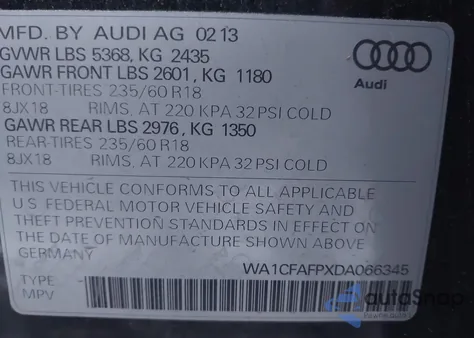 MFD. BY AUDI AG 02 13
GVWR LBS 5368, KG 2435
GAWR FRONT LBS 2601, KG 1180
FRONT-TIRES 235/60 R18
8JX18 RIMS, AT 220 KPA 32 PSI COLD
GAWR REAR LBS 2976, KG 1350
REAR-TIRES 235/60 R18
8JX18 RIMS, AT 220 KPA 32 PSI COLD
Audi
THIS VEHICLE CONFORMS TO ALL APPLICABLE
U.S. FEDERAL MOTOR VEHICLE SAFETY AND
THEFT PREVENTION STANDARDS IN EFFECT ON
THE DATE OF MANUFACTURE SHOWN ABOVE.
GERMANY
WA1CFAFPXDA066345
TYPE -
MPV
autoSnap